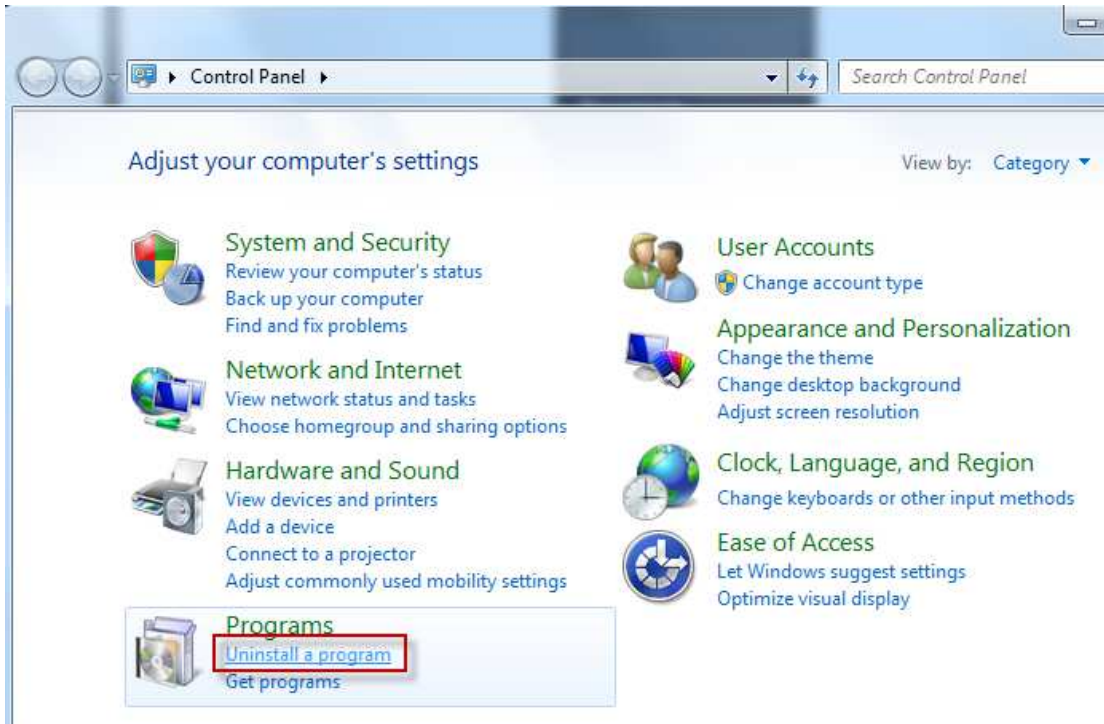 Control Panel
Search Control Panel
Adjust your computer's settings
View by: Category
System and Security
Review your computer's status
Back up your computer
Find and fix problems
Network and Internet
View network status and tasks
Choose homegroup and sharing options
Hardware and Sound
View devices and printers
Add a device
Connect to a projector
Adjust commonly used mobility settings
Programs
Uninstall a program
Get programs
User Accounts
Change account type
Appearance and Personalization
Change the theme
Change desktop background
Adjust screen resolution
Clock, Language, and Region
Change keyboards or other input methods
Ease of Access
Let Windows suggest settings
Optimize visual display